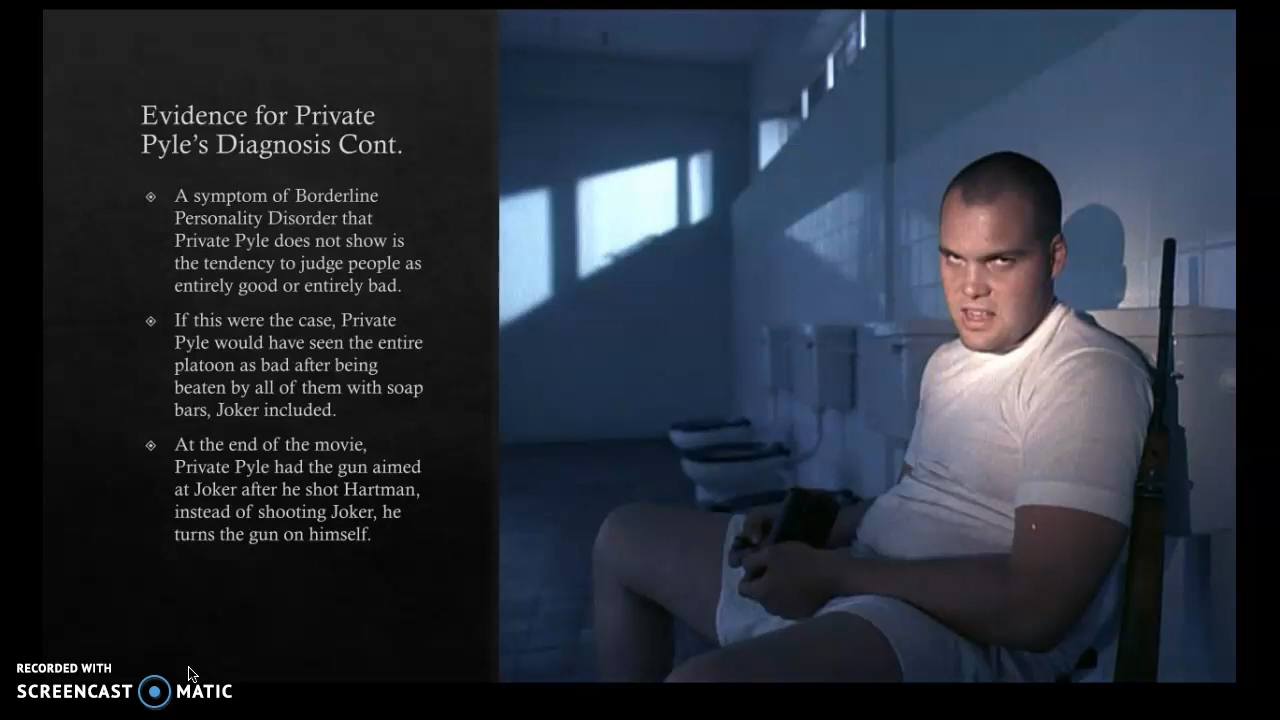 Evidence for Private
Pyle’s Diagnosis Cont.
A symptom of Borderline
Personality Disorder that
Private Pyle does not show is
the tendency to judge people as
entirely good or entirely bad.
If this were the case, Private
Pyle would have seen the entire
platoon as bad after being
beaten by all of them with soap
bars, Joker included.
At the end of the movie,
Private Pyle had the gun aimed
at Joker after he shot Hartman,
instead of shooting Joker, he
turns the gun on himself.
RECORDED WITH
SCREENCAST MATIC